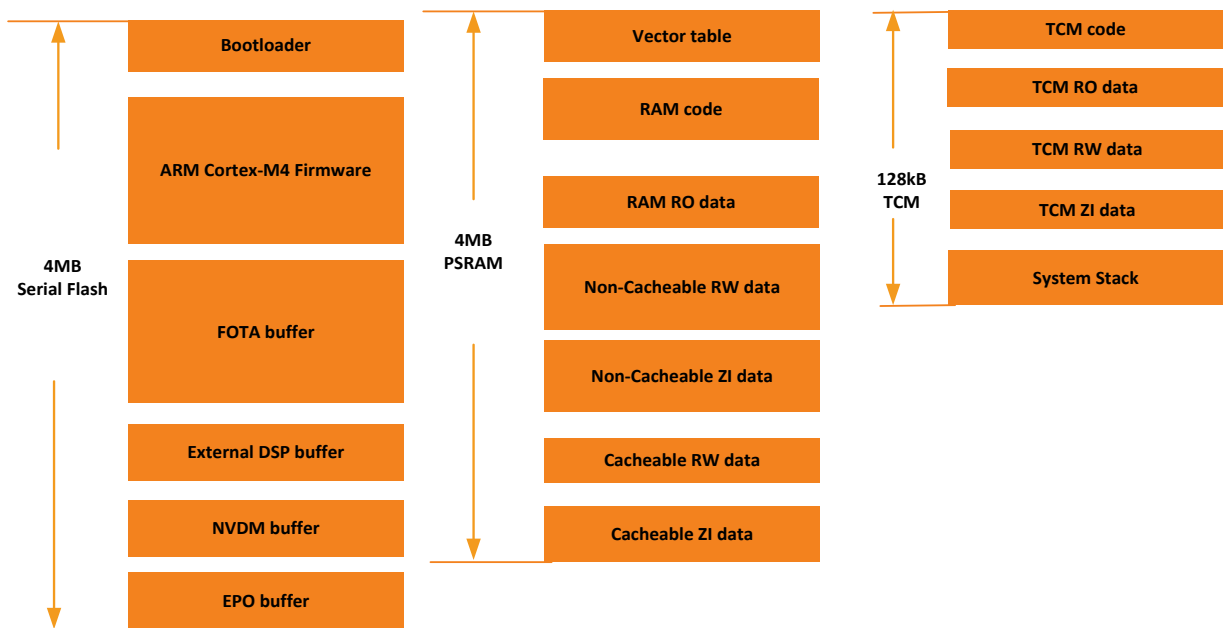 4MB
Serial Flash
Bootloader
ARM Cortex-M4 Firmware
FOTA buffer
External DSP buffer
NVDM buffer
EPO buffer
4MB
PSRAM
Vector table
RAM code
RAM RO data
Non-Cacheable RW data
Non-Cacheable ZI data
Cacheable RW data
Cacheable ZI data
128kB
TCM
TCM code
TCM RO data
TCM RW data
TCM ZI data
System Stack